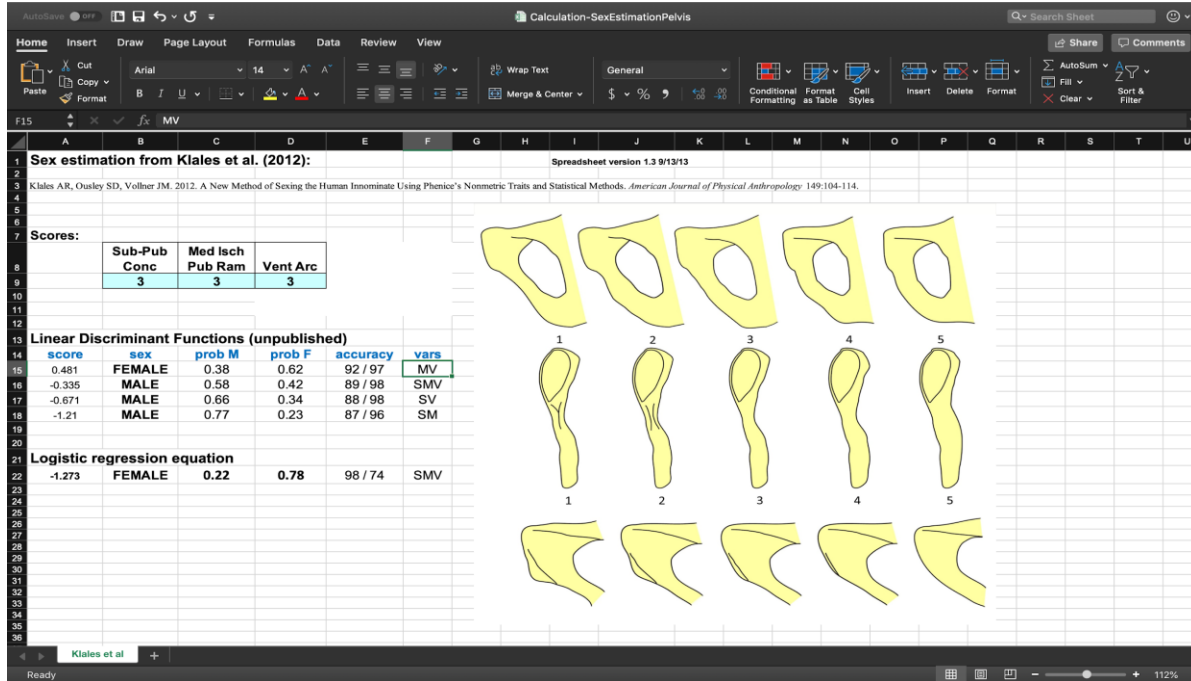 AutoSave OFF
Calculation-SexEstimationPelvis
Search Sheet
Home Insert Draw Page Layout Formulas Data Review View
Share Comments
Paste
Cut
Copy
Format
Arial 14
B I U
Wrap Text
Merge & Center
General
$ % 9
Conditional Formatting
Format as Table
Cell Styles
Insert Delete Format
AutoSum
Fill
Clear
Sort & Filter
F15 fx MV
A B C D E F G H I J K L M N O P Q R S T U
1 Sex estimation from Klales et al. (2012): Spreadsheet version 1.3 9/13/13
2
3 Klales AR, Ousley SD, Vollner JM. 2012. A New Method of Sexing the Human Innominate Using Phenice's Nonmetric Traits and Statistical Methods. American Journal of Physical Anthropology 149:104-114.
4
5
6
7 Scores:
8 Sub-Pub Conc Med Isch Pub Ram Vent Arc
9 3 3 3
10
11
12
13 Linear Discriminant Functions (unpublished)
1 2 3 4 5
14 score sex prob M prob F accuracy vars
15 0.481 FEMALE 0.38 0.62 92 / 97 MV
16 -0.335 MALE 0.58 0.42 89 / 98 SMV
17 -0.671 MALE 0.66 0.34 88 / 98 SV
18 -1.21 MALE 0.77 0.23 87 / 96 SM
19
20
21 Logistic regression equation
22 -1.273 FEMALE 0.22 0.78 98 / 74 SMV
23
24
1 2 3 4 5
25
26
27
28
29
30
31
32
33
34
35
36
Klales et al +
Ready
112%